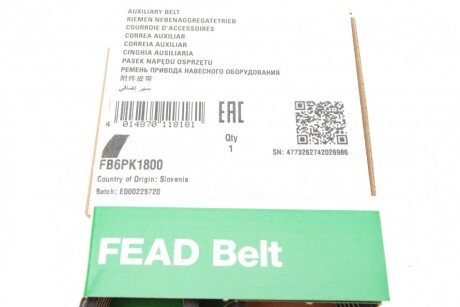 AUXILIARY BELT
RIEMEN NEBENAGGREGATETRIEB
COURROIE D'ACCESSOIRES
CORREA AUXILIAR
CORREIA AUXILIAR
CINGHIA AUSILIARIA
PASEK NAPĘDU OSPRZĘTU
РЕМЕНЬ ПРИВОДА НАВЕСНОГО ОБОРУДОВАНИЯ
附件皮带
سير إضافي
4 014870 118181
EAC
Qty
1
SN: 4773262742026986
FB6PK1800
Country of Origin: Slovenia
Batch: E000225720
FEAD Belt